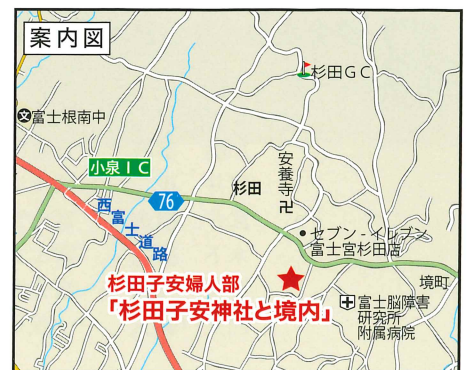 案内図
杉田GC
富士根南中
文
小泉IC
安養寺
杉田
76
西富士道路
セブン-イレブン
富士宮杉田店
杉田子安婦人部
「杉田子安神社と境内」
境町
富士脳障害
研究所
附属病院